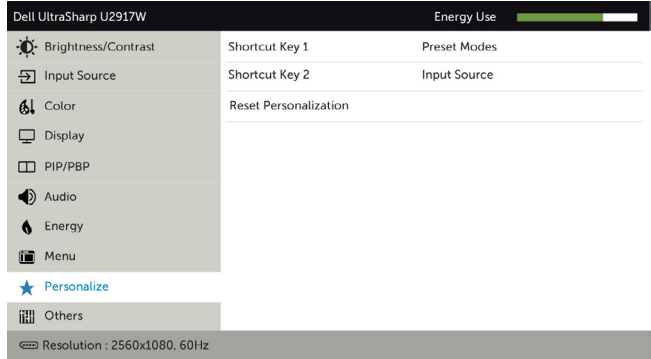 Dell UltraSharp U2917W Energy Use
Brightness/Contrast
Input Source
Color
Display
PIP/PBP
Audio
Energy
Menu
Personalize
Others
Shortcut Key 1 Preset Modes
Shortcut Key 2 Input Source
Reset Personalization
Resolution : 2560x1080, 60Hz